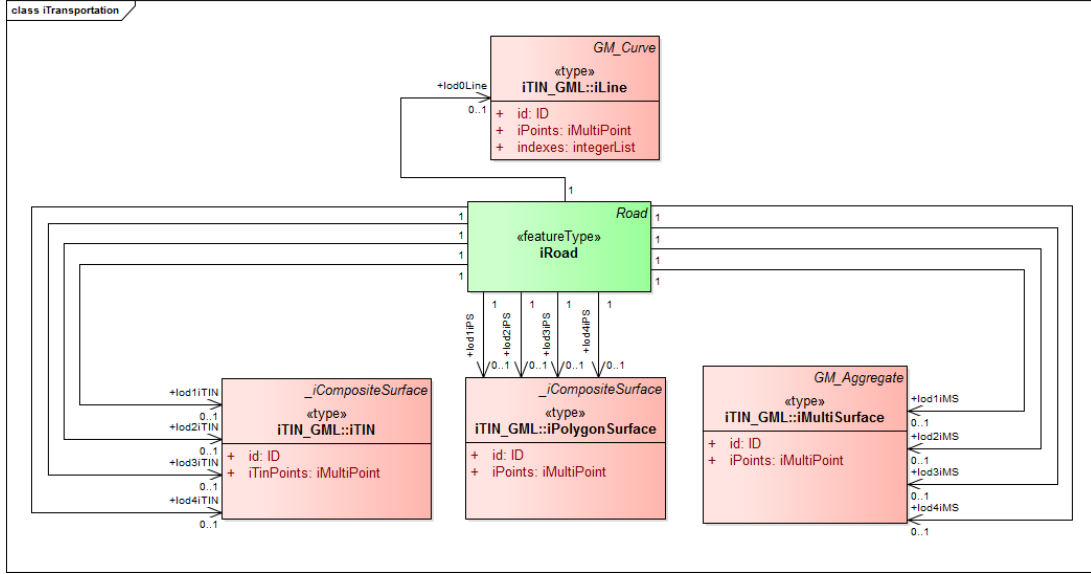 class iTransportation
GM_Curve
«type»
iTIN_GML::iLine
+ id: ID
+ iPoints: iMultiPoint
+ indexes: integerList
+lod0Line
0..1
1
Road
«featureType»
iRoad
1
1
1
1
1
1
1
1
1
1
1
1
+lod1iPS
+lod2iPS
+lod3iPS
+lod4iPS
0..1
0..1
0..1
0..1
+lod1iTIN
0..1
+lod2iTIN
0..1
+lod3iTIN
0..1
+lod4iTIN
0..1
_iCompositeSurface
«type»
iTIN_GML::iTIN
+ id: ID
+ iTinPoints: iMultiPoint
_iCompositeSurface
«type»
iTIN_GML::iPolygonSurface
+ id: ID
+ iPoints: iMultiPoint
GM_Aggregate
«type»
iTIN_GML::iMultiSurface
+ id: ID
+ iPoints: iMultiPoint
+lod1iMS
0..1
+lod2iMS
0..1
+lod3iMS
0..1
+lod4iMS
0..1